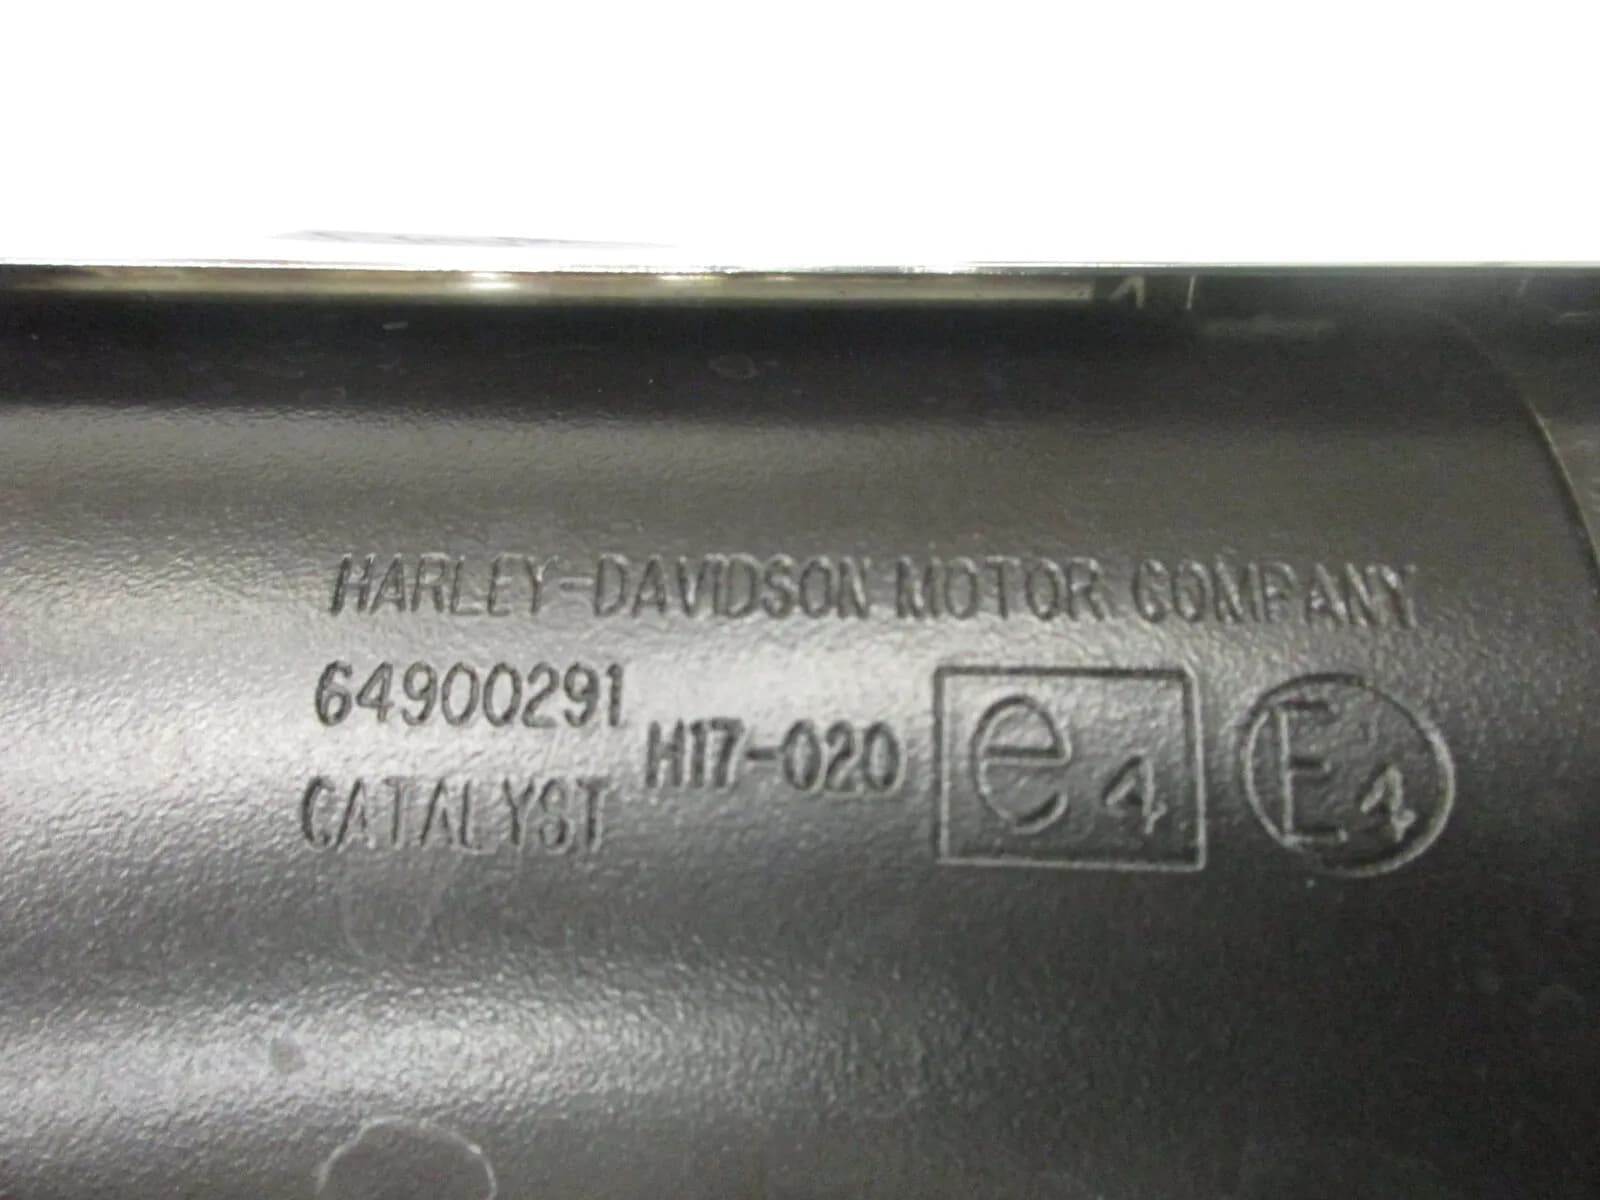 HARLEY-DAVIDSON MOTOR COMPANY
64900291
H17-020
e4
E4
CATALYST